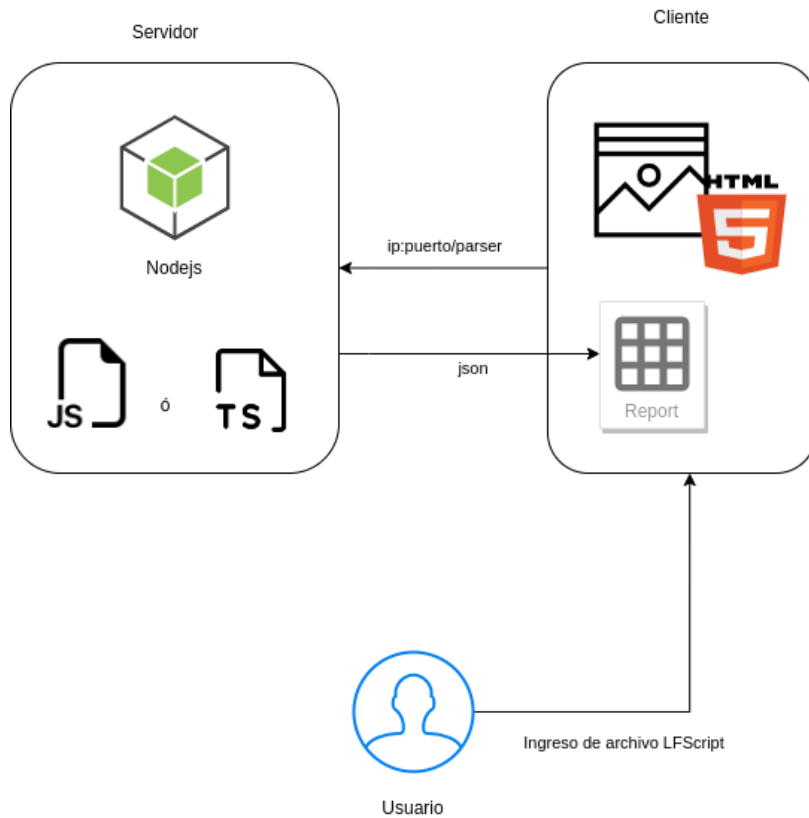 Servidor
Cliente
HTML
5
ip:puerto/parser
Nodejs
json
JS
ó
TS
Report
Ingreso de archivo LFScript
Usuario